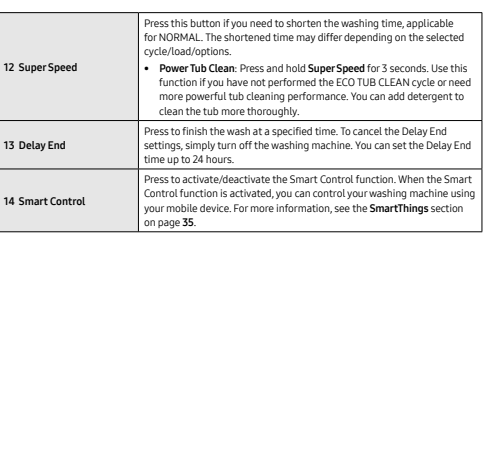 Press this button if you need to shorten the washing time, applicable
for NORMAL. The shortened time may differ depending on the selected
cycle/load/options.
12 Super Speed
• Power Tub Clean: Press and hold Super Speed for 3 seconds. Use this
function if you have not performed the ECO TUB CLEAN cycle or need
more powerful tub cleaning performance. You can add detergent to
clean the tub more thoroughly.
13 Delay End
Press to finish the wash at a specified time. To cancel the Delay End
settings, simply turn off the washing machine. You can set the Delay End
time up to 24 hours.
14 Smart Control
Press to activate/deactivate the Smart Control function. When the Smart
Control function is activated, you can control your washing machine using
your mobile device. For more information, see the SmartThings section
on page 35.